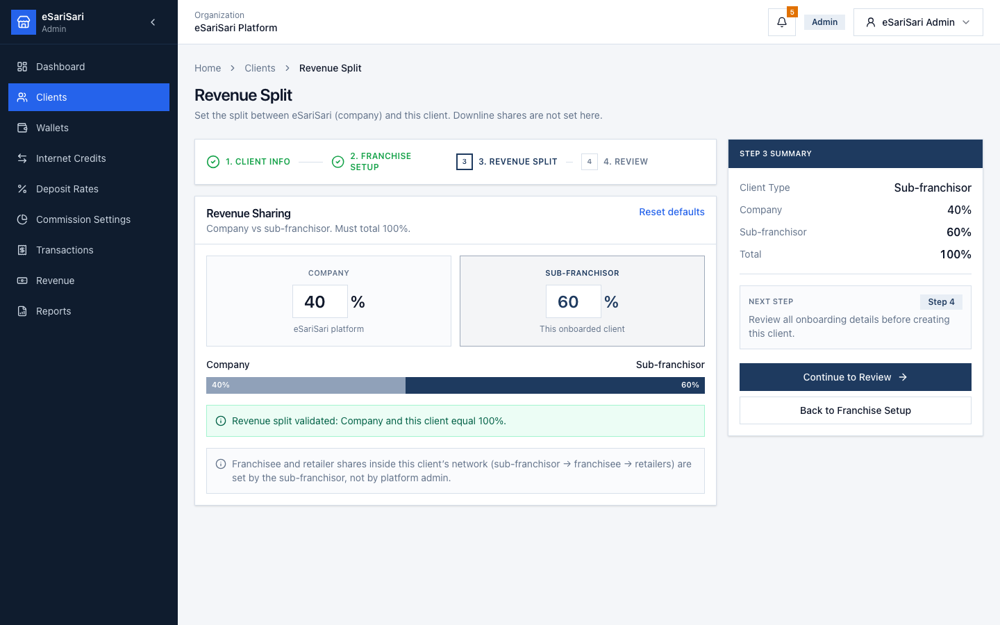 eSariSari
Admin
Dashboard
Clients
Wallets
Internet Credits
Deposit Rates
Commission Settings
Transactions
Revenue
Reports
Organization
eSariSari Platform
5
Admin
eSariSari Admin
Home
Clients
Revenue Split
Revenue Split
Set the split between eSariSari (company) and this client. Downline shares are not set here.
1. CLIENT INFO
2. FRANCHISE
SETUP
3
3. REVENUE SPLIT
4
4. REVIEW
Revenue Sharing
Reset defaults
Company vs sub-franchisor. Must total 100%.
COMPANY
40 %
eSariSari platform
SUB-FRANCHISOR
60 %
This onboarded client
Company
Sub-franchisor
40%
60%
Revenue split validated: Company and this client equal 100%.
Franchisee and retailer shares inside this client's network (sub-franchisor → franchisee → retailers) are
set by the sub-franchisor, not by platform admin.
STEP 3 SUMMARY
Client Type Sub-franchisor
Company 40%
Sub-franchisor 60%
Total 100%
NEXT STEP
Step 4
Review all onboarding details before creating
this client.
Continue to Review →
Back to Franchise Setup